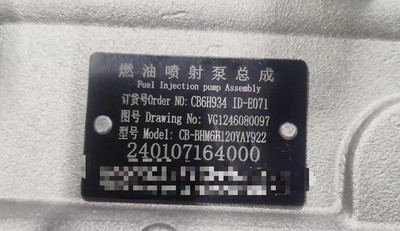 燃油喷射泵总成
Fuel Injection pump Assembly
订货号Order NO: CB6H934 ID-E071
图号 Drawing No: VG1246080097
型号 Model: CB-BHM6H120YAY922
240107164000